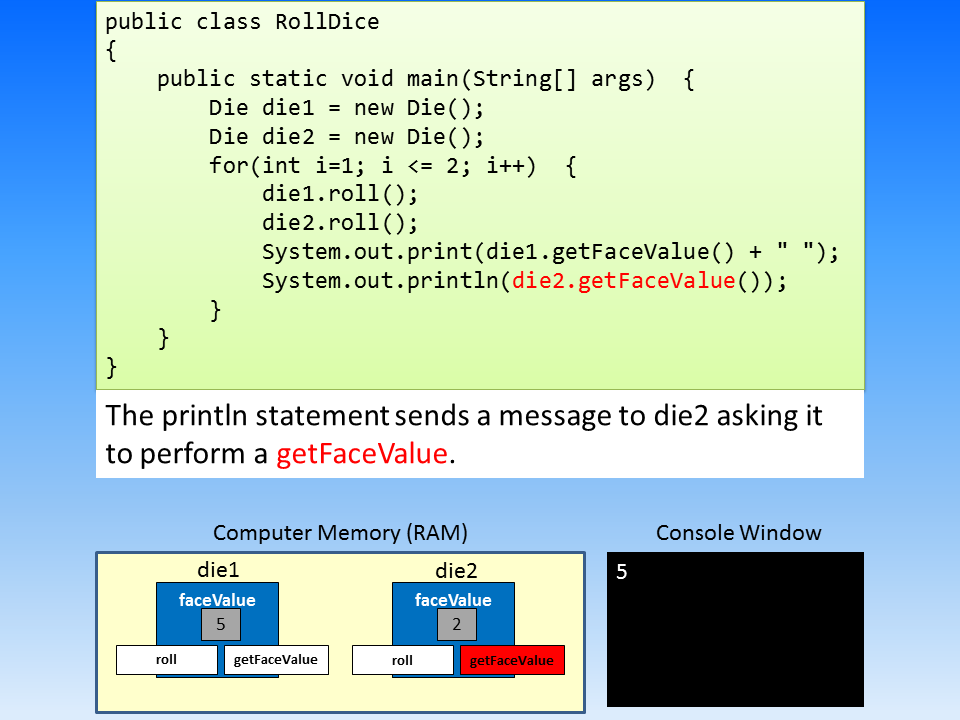 public class RollDice
{
    public static void main(String[] args)  {
        Die die1 = new Die();
        Die die2 = new Die();
        for(int i=1; i <= 2; i++)  {
            die1.roll();
            die2.roll();
            System.out.print(die1.getFaceValue() + " ");
            System.out.println(die2.getFaceValue());
        }
    }
}
The println statement sends a message to die2 asking it
to perform a getFaceValue.
Computer Memory (RAM)
die1
faceValue
5
roll
getFaceValue
die2
faceValue
2
roll
getFaceValue
Console Window
5